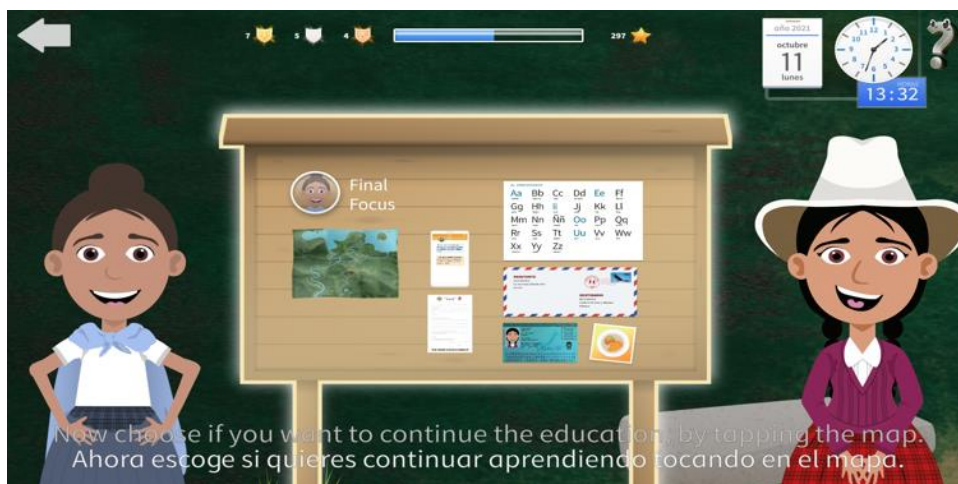 7 5 4 297
año 2021
octubre
11
lunes
13:32
Final
Focus
Aa Bb Cc Dd Ee Ff
Gg Hh Ii Jj Kk Ll
Mm Nn Ññ Oo Pp Qq
Rr Ss Tt Uu Vv Ww
Xx Yy Zz
Now choose if you want to continue the education, by tapping the map.
Ahora escoge si quieres continuar aprendiendo tocando en el mapa.